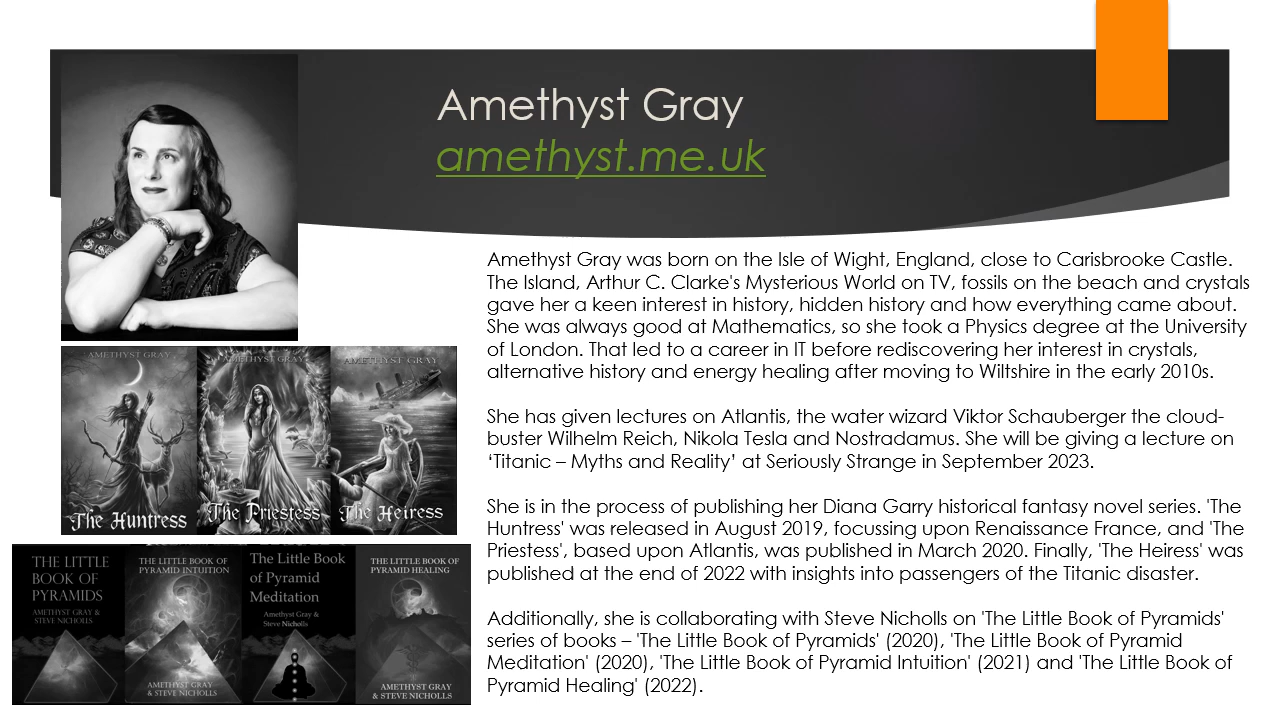 Amethyst Gray
amethyst.me.uk
Amethyst Gray was born on the Isle of Wight, England, close to Carisbrooke Castle.
The Island, Arthur C. Clarke's Mysterious World on TV, fossils on the beach and crystals
gave her a keen interest in history, hidden history and how everything came about.
She was always good at Mathematics, so she took a Physics degree at the University
of London. That led to a career in IT before rediscovering her interest in crystals,
alternative history and energy healing after moving to Wiltshire in the early 2010s.
She has given lectures on Atlantis, the water wizard Viktor Schauberger the cloud-
buster Wilhelm Reich, Nikola Tesla and Nostradamus. She will be giving a lecture on
‘Titanic – Myths and Reality’ at Seriously Strange in September 2023.
She is in the process of publishing her Diana Garry historical fantasy novel series. 'The
Huntress' was released in August 2019, focussing upon Renaissance France, and 'The
Priestess', based upon Atlantis, was published in March 2020. Finally, 'The Heiress' was
published at the end of 2022 with insights into passengers of the Titanic disaster.
Additionally, she is collaborating with Steve Nicholls on 'The Little Book of Pyramids'
series of books – 'The Little Book of Pyramids' (2020), 'The Little Book of Pyramid
Meditation' (2020), 'The Little Book of Pyramid Intuition' (2021) and 'The Little Book of
Pyramid Healing' (2022).
AMETHYST GRAY
The Huntress
AMETHYST GRAY
The Priestess
AMETHYST GRAY
The Heiress
THE LITTLE
BOOK OF
PYRAMIDS
AMETHYST GRAY &
STEVE NICHOLLS
THE LITTLE BOOK OF
PYRAMID INTUITION
AMETHYST GRAY
& STEVE NICHOLLS
The Little Book
of Pyramid
Meditation
Amethyst Gray &
Steve Nicholls
THE LITTLE BOOK OF
PYRAMID HEALING
AMETHYST GRAY
& STEVE NICHOLLS